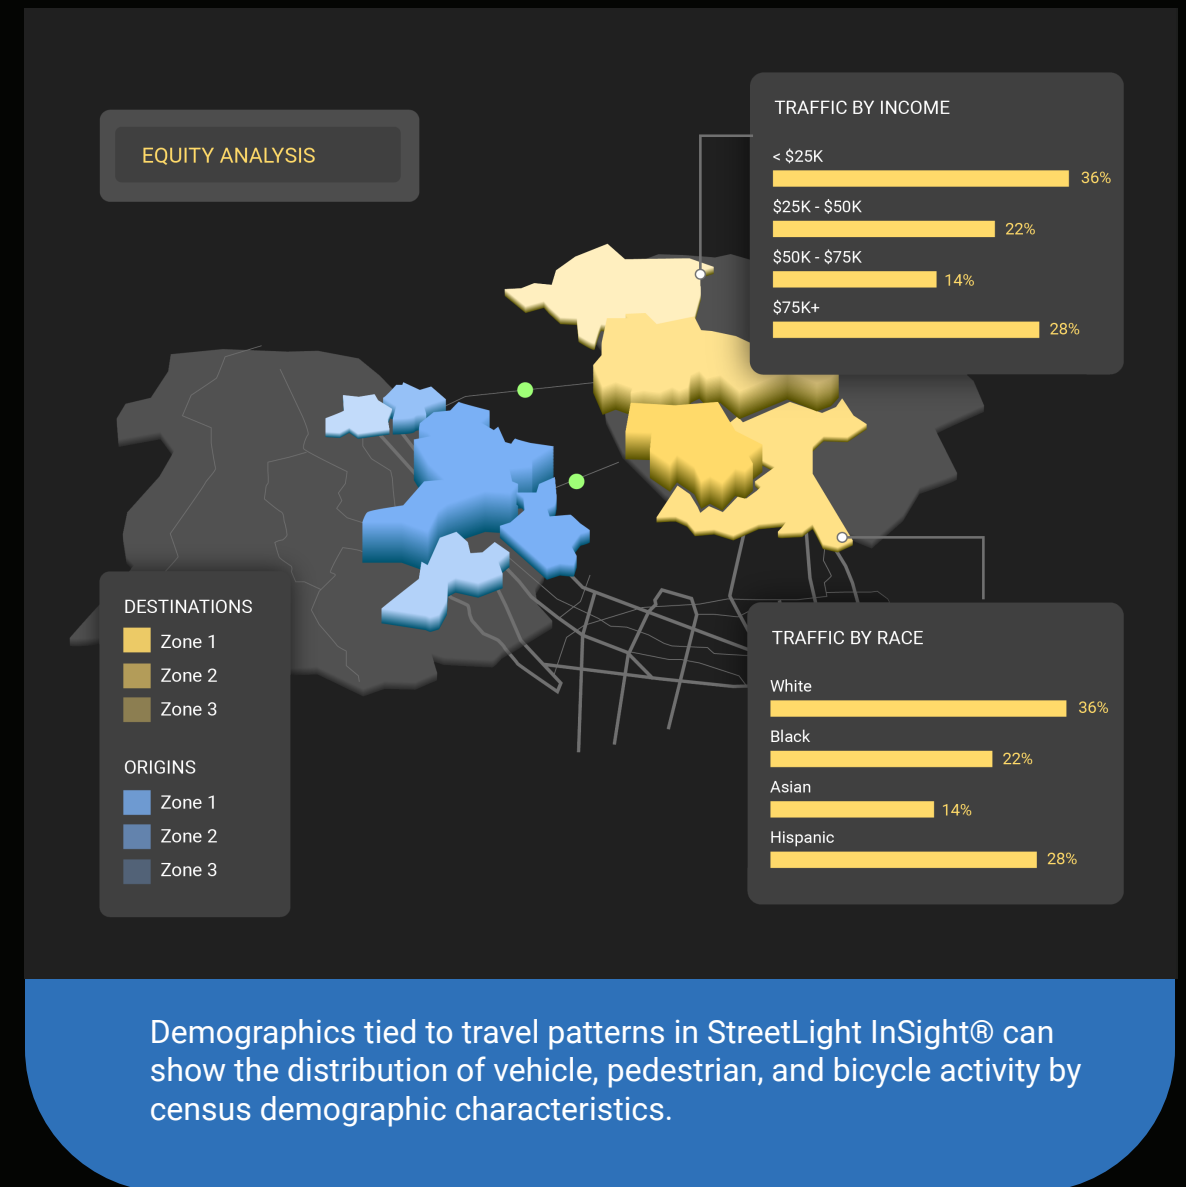 EQUITY ANALYSIS
TRAFFIC BY INCOME
< $25K
36%
$25K - $50K
22%
$50K - $75K
14%
$75K+
28%
DESTINATIONS
Zone 1
Zone 2
Zone 3
ORIGINS
Zone 1
Zone 2
Zone 3
TRAFFIC BY RACE
White
36%
Black
22%
Asian
14%
Hispanic
28%
Demographics tied to travel patterns in StreetLight InSight® can
show the distribution of vehicle, pedestrian, and bicycle activity by
census demographic characteristics.